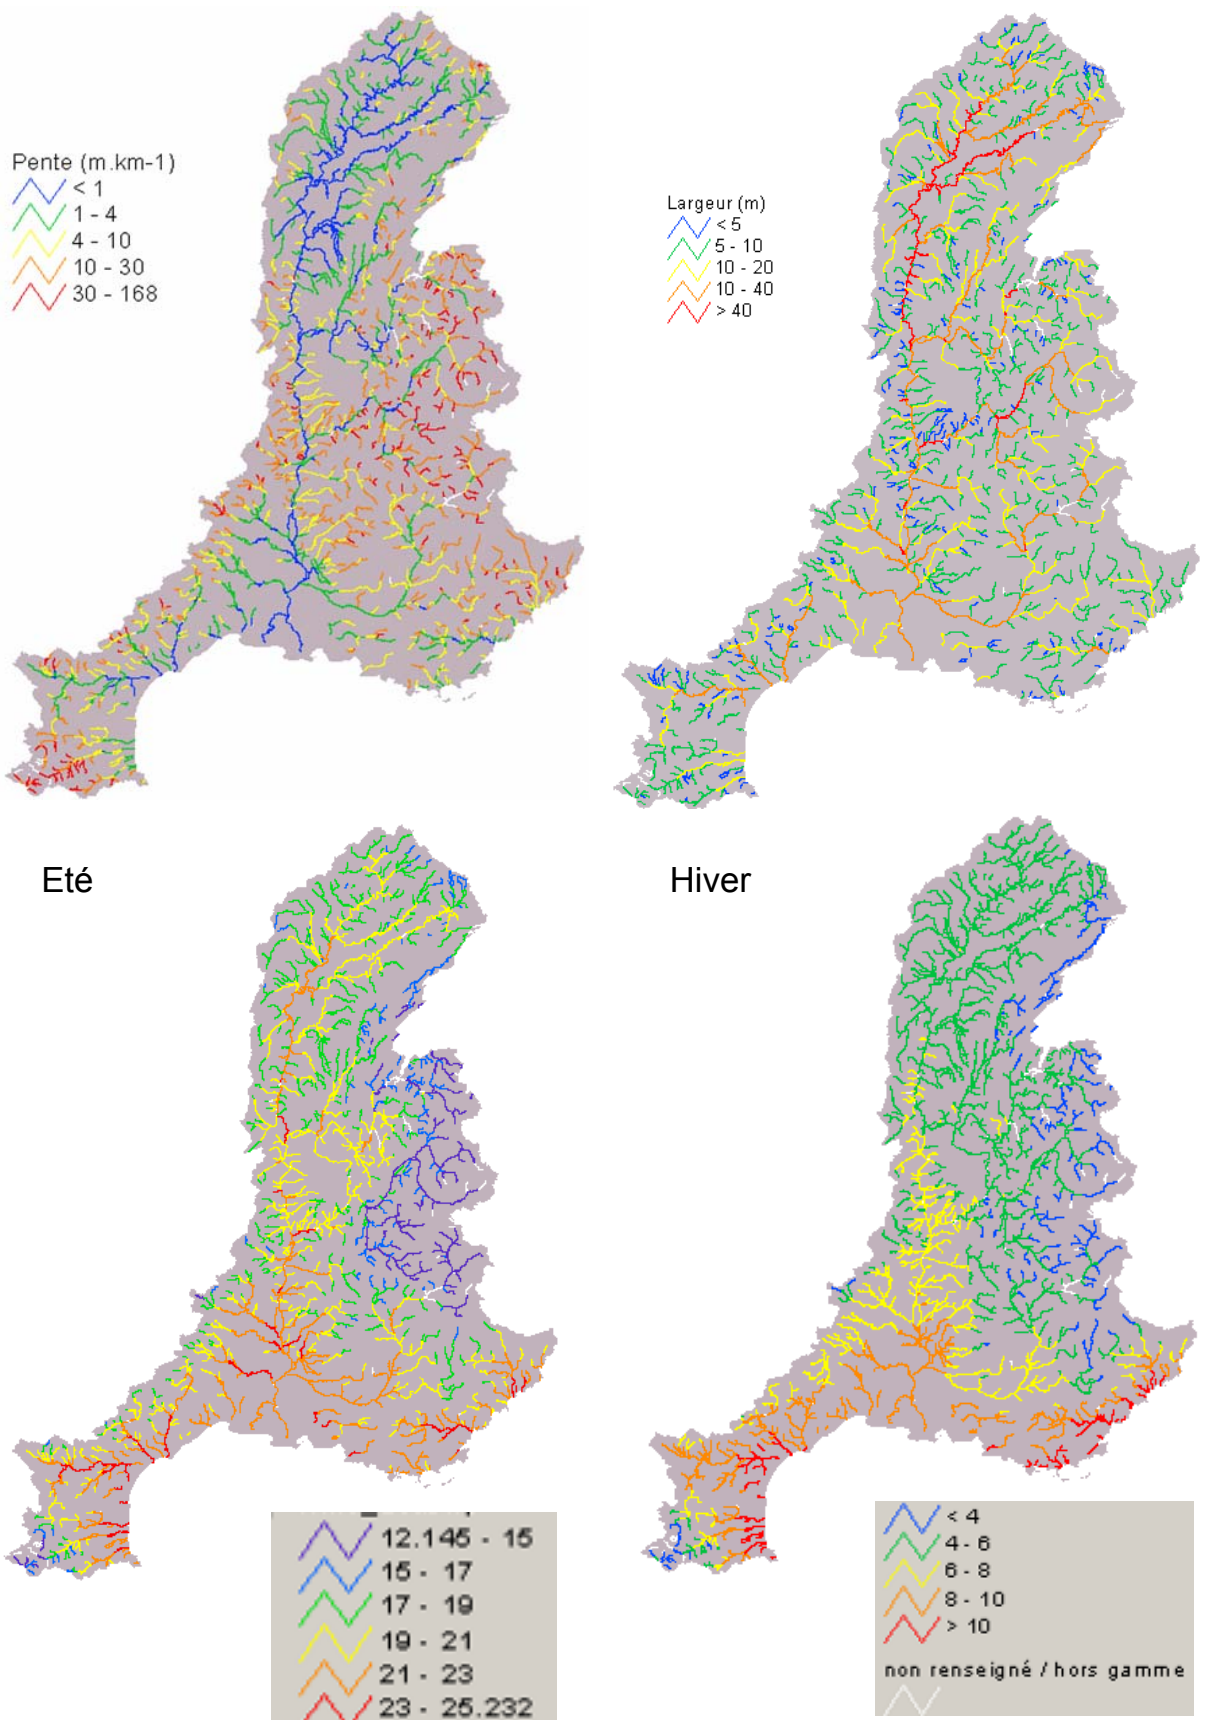 Pente (m.km-1)
< 1
1 - 4
4 - 10
10 - 30
30 - 168
Largeur (m)
< 5
5 - 10
10 - 20
10 - 40
> 40
Eté
Hiver
12.145 - 15
15 - 17
17 - 19
19 - 21
21 - 23
23 - 25.232
< 4
4 - 6
6 - 8
8 - 10
> 10
non renseigné / hors gamme